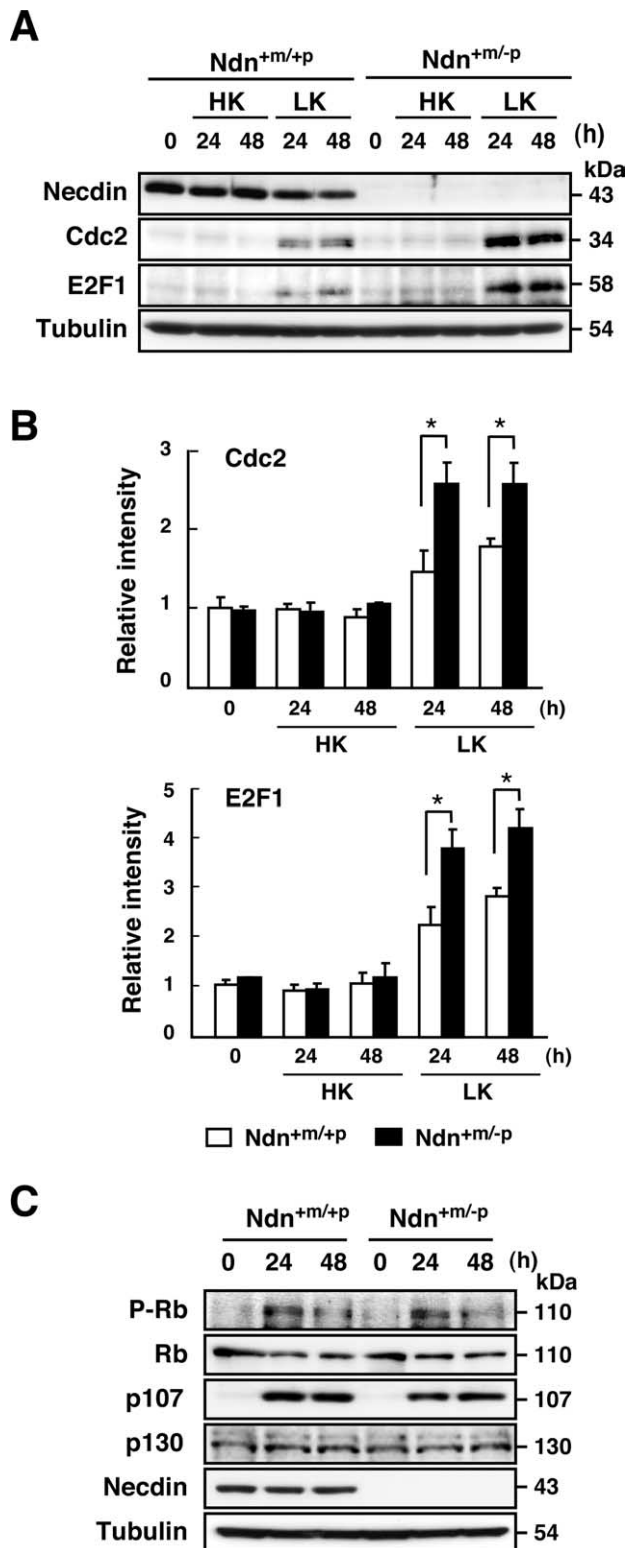 A
Ndn+m/+p Ndn+m/-p
HK LK HK LK
0 24 48 24 48 0 24 48 24 48 (h)
kDa
Necdin 43
Cdc2 34
E2F1 58
Tubulin 54
B
Cdc2
* *
Relative intensity
3
2
1
0
0 24 48 24 48 (h)
HK LK
E2F1
* *
Relative intensity
5
4
3
2
1
0
0 24 48 24 48 (h)
HK LK
Ndn+m/+p Ndn+m/-p
C
Ndn+m/+p Ndn+m/-p
0 24 48 0 24 48 (h)
kDa
P-Rb 110
Rb 110
p107 107
p130 130
Necdin 43
Tubulin 54